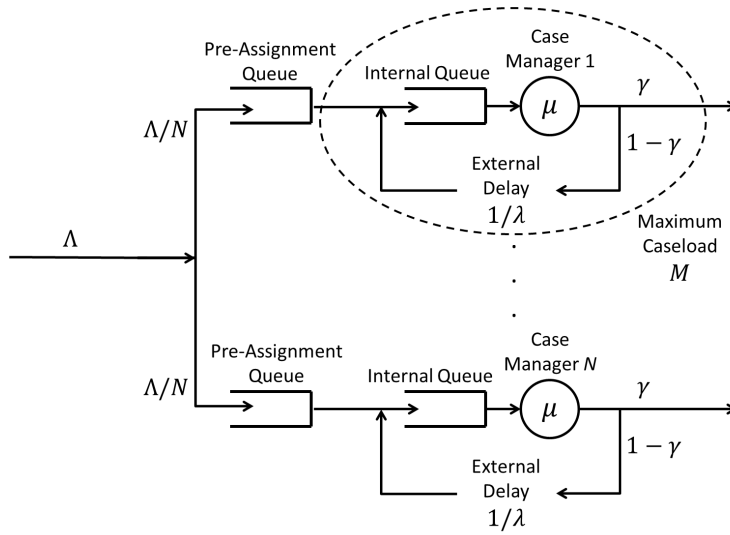 Pre-Assignment
Queue
Internal Queue
Case
Manager 1
μ
γ
1 − γ
Λ/N
External
Delay
1/λ
Maximum
Caseload
M
Λ
Λ/N
Pre-Assignment
Queue
Internal Queue
Case
Manager N
μ
γ
1 − γ
External
Delay
1/λ